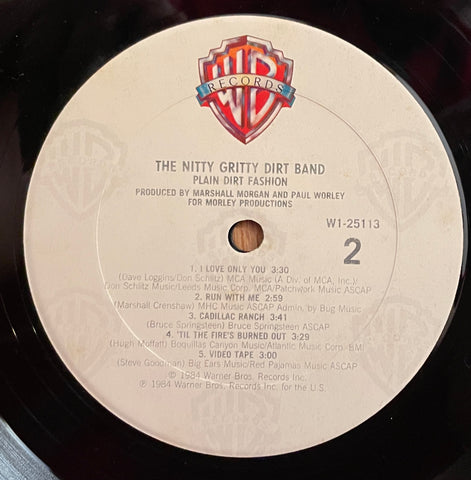 WB
RECORDS
THE NITTY GRITTY DIRT BAND
PLAIN DIRT FASHION
PRODUCED BY MARSHALL MORGAN AND PAUL WORLEY
FOR MORLEY PRODUCTIONS
W1-25113
2
1. I LOVE ONLY YOU 3:30
(Dave Loggins/Don Schlitz) MCA Music (A Div. of MCA, Inc.)/
Don Schlitz Music/Leeds Music Corp. MCA/Patchwork Music ASCAP
2. RUN WITH ME 2:59
(Marshall Crenshaw) MHC Music ASCAP Admin. by Bug Music
3. CADILLAC RANCH 3:41
(Bruce Springsteen) Bruce Springsteen ASCAP
4. 'TIL THE FIRE'S BURNED OUT 3:29
(Hugh Moffatt) Boquillas Canyon Music/Atlantic Music Corp. BMI
5. VIDEO TAPE 3:00
(Steve Goodman) Big Ears Music/Red Pajamas Music ASCAP
℗ 1984 Warner Bros. Records Inc.
© 1984 Warner Bros. Records Inc. for the U.S.